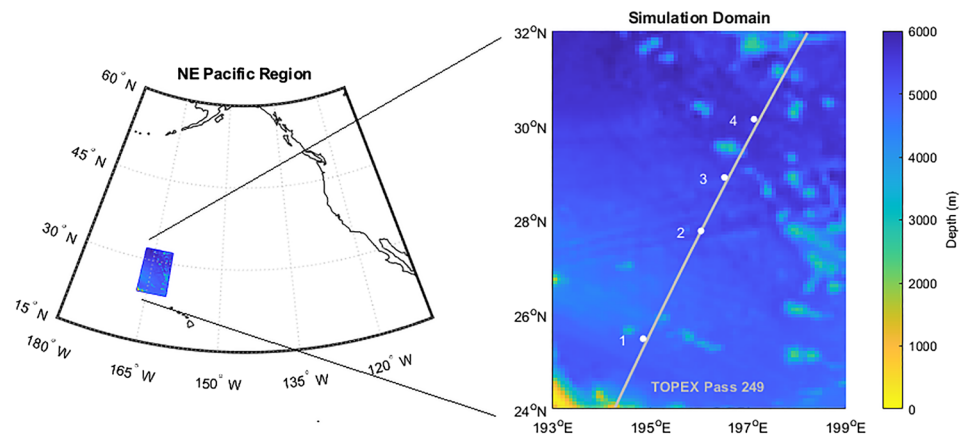 NE Pacific Region
60° N
45° N
30° N
15° N
180° W
165° W
150° W
135° W
120° W
Simulation Domain
32°N
30°N
28°N
26°N
24°N
193°E
195°E
197°E
199°E
4
3
2
1
TOPEX Pass 249
6000
5000
4000
3000
2000
1000
0
Depth (m)